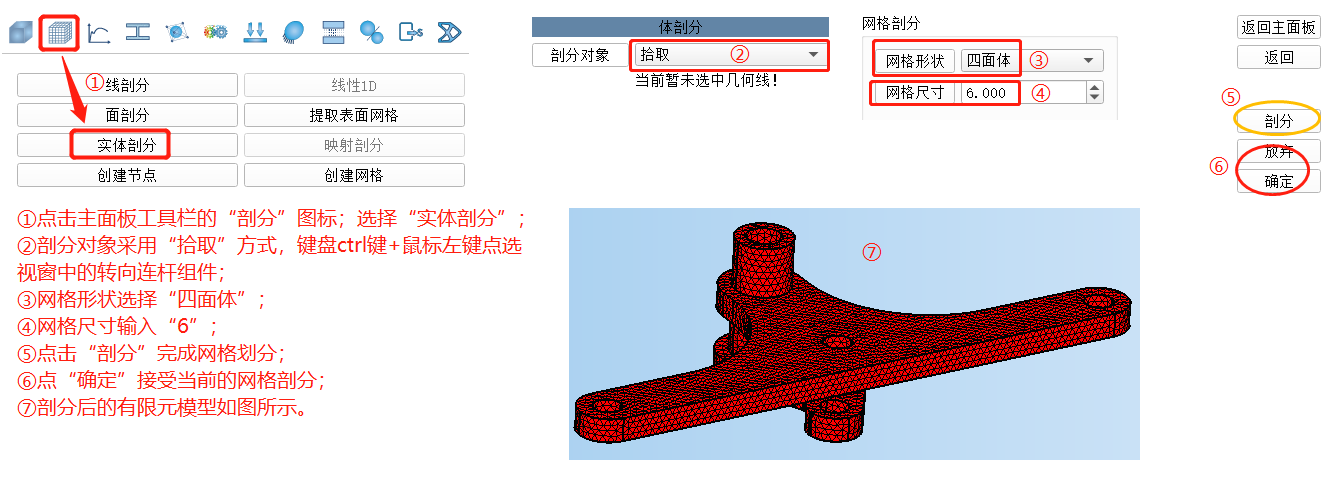 ①
线剖分
线性1D
面剖分
提取表面网格
实体剖分
映射剖分
创建节点
创建网格
体剖分
剖分对象
拾取
②
当前暂未选中几何线!
网格剖分
网格形状
四面体
③
网格尺寸
6.000
④
返回主面板
返回
⑤
剖分
放弃
⑥
确定
①点击主面板工具栏的“剖分”图标；选择“实体剖分”；
②剖分对象采用“拾取”方式，键盘ctrl键+鼠标左键点选
视窗中的转向连杆组件；
③网格形状选择“四面体”；
④网格尺寸输入“6”；
⑤点击“剖分”完成网格划分；
⑥点“确定”接受当前的网格剖分；
⑦剖分后的有限元模型如图所示。
⑦